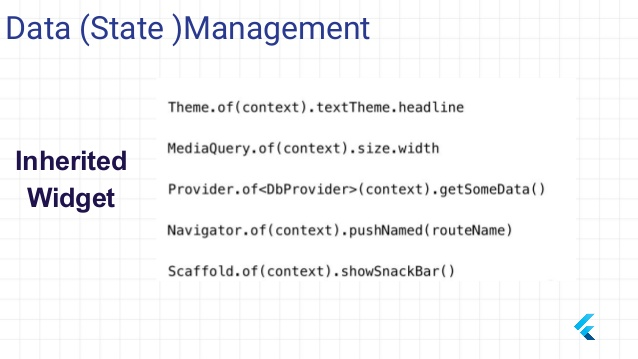 Data (State )Management
Inherited
Widget
Theme.of(context).textTheme.headline
MediaQuery.of(context).size.width
Provider.of<DbProvider>(context).getSomeData()
Navigator.of(context).pushNamed(routeName)
Scaffold.of(context).showSnackBar()